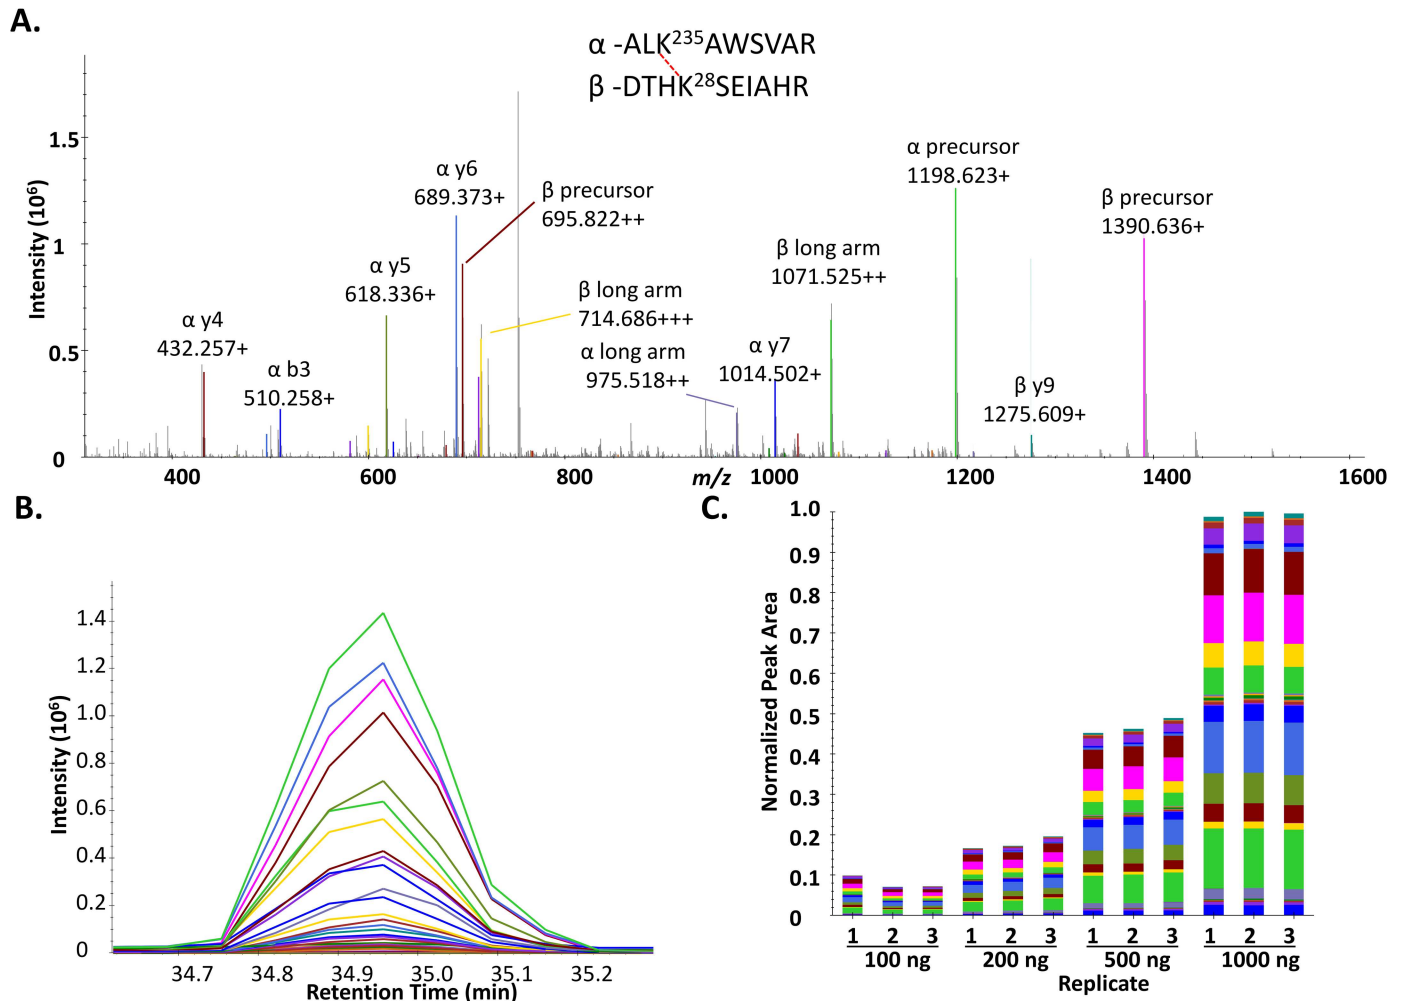 A.
α -ALK²³⁵AWSVAR
β -DTHK²⁸SEIAHR
Intensity (10⁶)
1.5
1
0.5
0
α y4
432.257+
α b3
510.258+
α y5
618.336+
α y6
689.373+
β precursor
695.822++
β long arm
714.686+++
α long arm
975.518++
α y7
1014.502+
β long arm
1071.525++
α precursor
1198.623+
β y9
1275.609+
β precursor
1390.636+
400 600 800 m/z 1000 1200 1400 1600
B.
Intensity (10⁶)
1.4
1.2
1.0
0.8
0.6
0.4
0.2
0
34.7 34.8 34.9 35.0 35.1 35.2
Retention Time (min)
C.
Normalized Peak Area
1.0
0.9
0.8
0.7
0.6
0.5
0.4
0.3
0.2
0.1
0
1 2 3 1 2 3 1 2 3 1 2 3
100 ng 200 ng 500 ng 1000 ng
Replicate